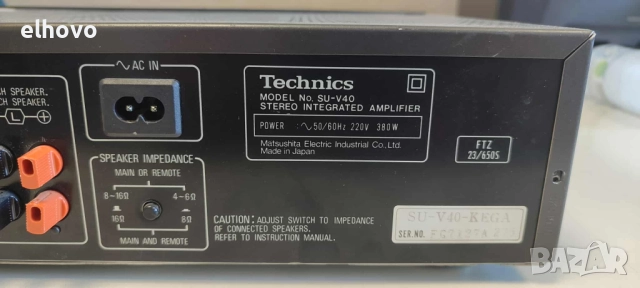 elhovo
∿ AC IN
CH SPEAKER.
CH SPEAKER.
L +
SPEAKER IMPEDANCE
MAIN OR REMOTE
8~16Ω 4~6Ω
16Ω 8Ω
MAIN AND REMOTE
Technics
MODEL No. SU-V40
STEREO INTEGRATED AMPLIFIER
POWER : ∿50/60Hz 220V 380W
Matsushita Electric Industrial Co., Ltd.
Made in Japan
FTZ
23/6505
CAUTION: ADJUST SWITCH TO IMPEDANCE
OF CONNECTED SPEAKERS.
REFER TO INSTRUCTION MANUAL.
SU-V40-KEGA
SER.NO.
BAZAR